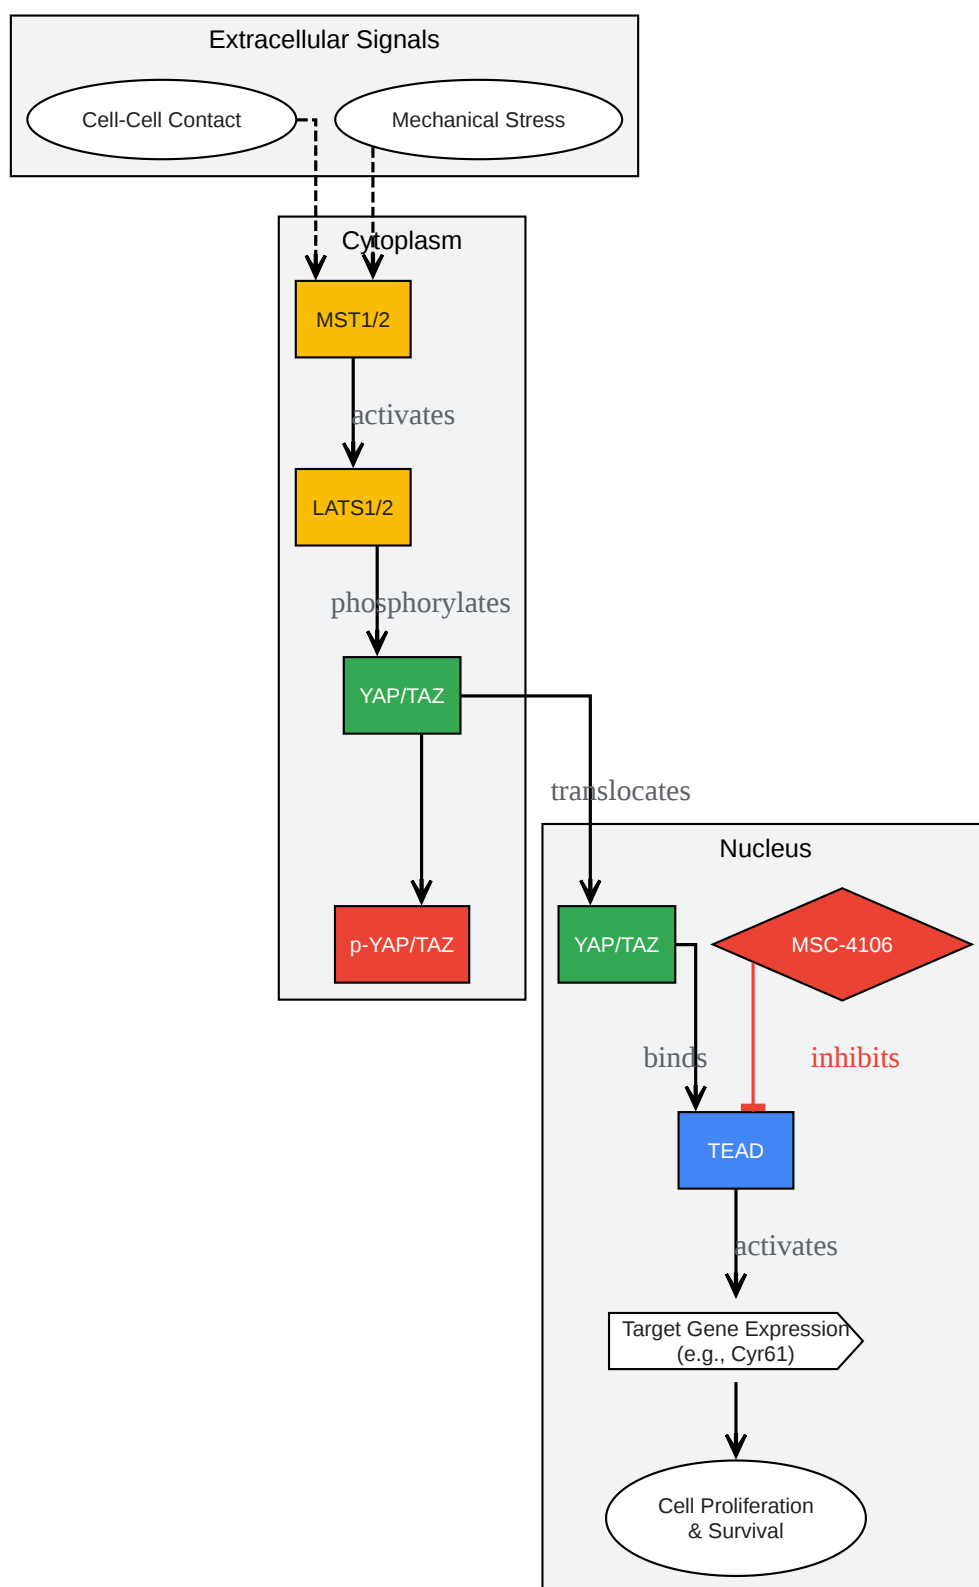 Extracellular Signals
Cell-Cell Contact
Mechanical Stress
Cytoplasm
MST1/2
activates
LATS1/2
phosphorylates
YAP/TAZ
translocates
Nucleus
p-YAP/TAZ
YAP/TAZ
MSC-4106
binds
inhibits
TEAD
activates
Target Gene Expression
(e.g., Cyr61)
Cell Proliferation
& Survival